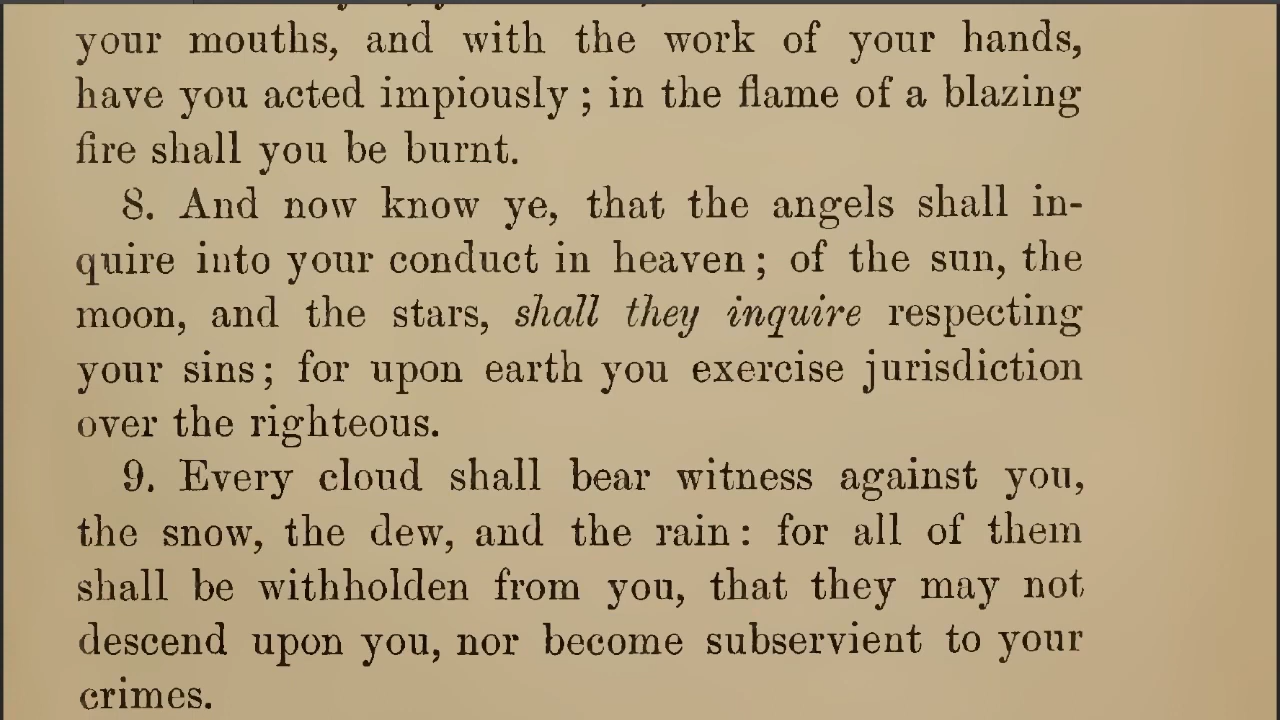 your mouths, and with the work of your hands,
have you acted impiously; in the flame of a blazing
fire shall you be burnt.
8. And now know ye, that the angels shall in-
quire into your conduct in heaven; of the sun, the
moon, and the stars, shall they inquire respecting
your sins; for upon earth you exercise jurisdiction
over the righteous.
9. Every cloud shall bear witness against you,
the snow, the dew, and the rain: for all of them
shall be withholden from you, that they may not
descend upon you, nor become subservient to your
crimes.